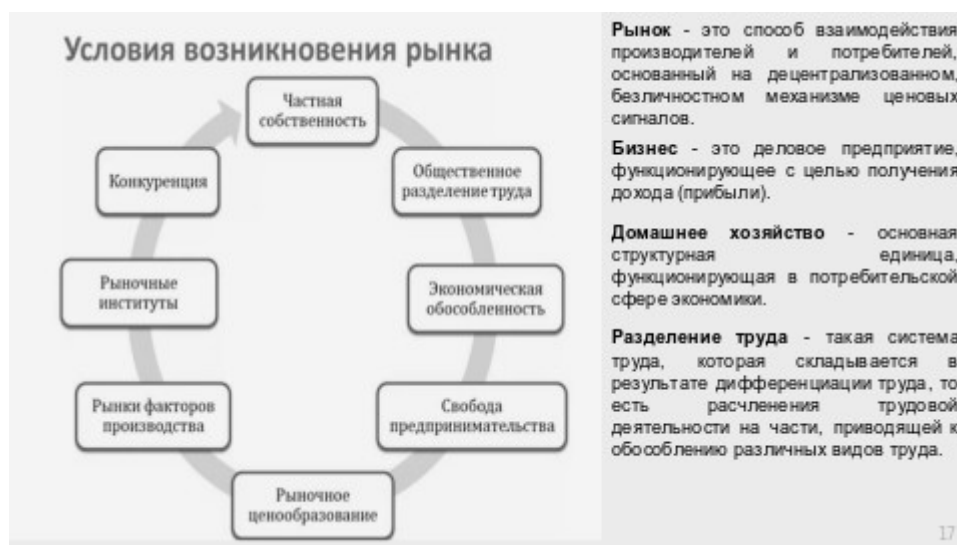 Условия возникновения рынка
Частная
собственность
Общественное
разделение труда
Экономическая
обособленность
Свобода
предпринимательства
Рыночное
ценообразование
Рынки факторов
производства
Рыночные
институты
Конкуренция
Рынок - это способ взаимодействия
производителей и потребителей,
основанный на децентрализованном,
безличностном механизме ценовых
сигналов.
Бизнес - это деловое предприятие,
функционирующее с целью получения
дохода (прибыли).
Домашнее хозяйство - основная
структурная единица,
функционирующая в потребительской
сфере экономики.
Разделение труда - такая система
труда, которая складывается в
результате дифференциации труда, то
есть расчленения трудовой
деятельности на части, приводящей к
обособлению различных видов труда.
17